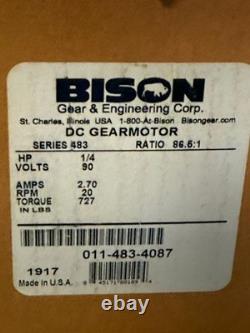 BISON
Gear & Engineering Corp.
St. Charles, Illinois USA 1-800-At-Bison Bisongear.com
DC GEARMOTOR
SERIES 483 RATIO 86.5:1
HP 1/4
VOLTS 90
AMPS 2.70
RPM 20
TORQUE 727
IN LBS
011-483-4087
1917
Made in U.S.A.